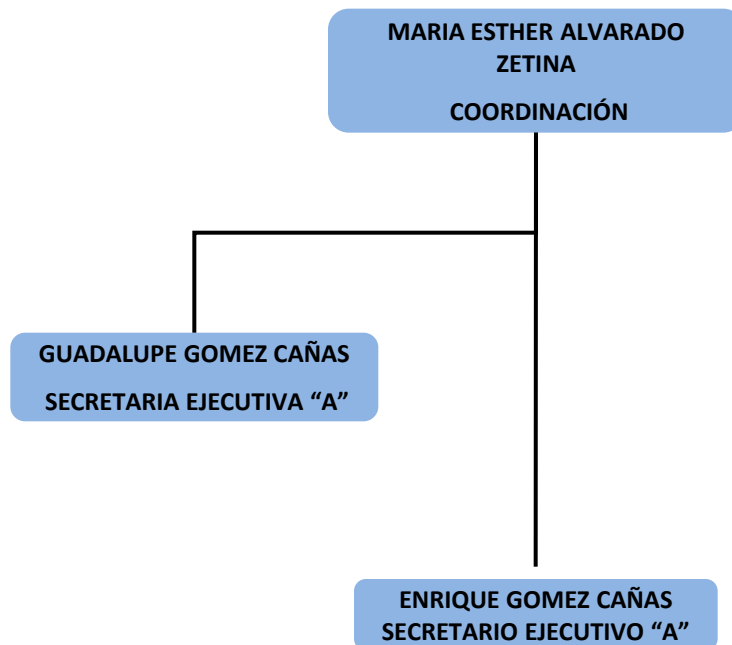 MARIA ESTHER ALVARADO
ZETINA
COORDINACIÓN
GUADALUPE GOMEZ CAÑAS
SECRETARIA EJECUTIVA “A”
ENRIQUE GOMEZ CAÑAS
SECRETARIO EJECUTIVO “A”